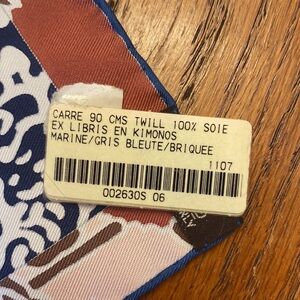 CARRE 90 CMS TWILL 100% SOIE
EX LIBRIS EN KIMONOS
MARINE/GRIS BLEUTE/BRIQUEE
1107
002630S 06